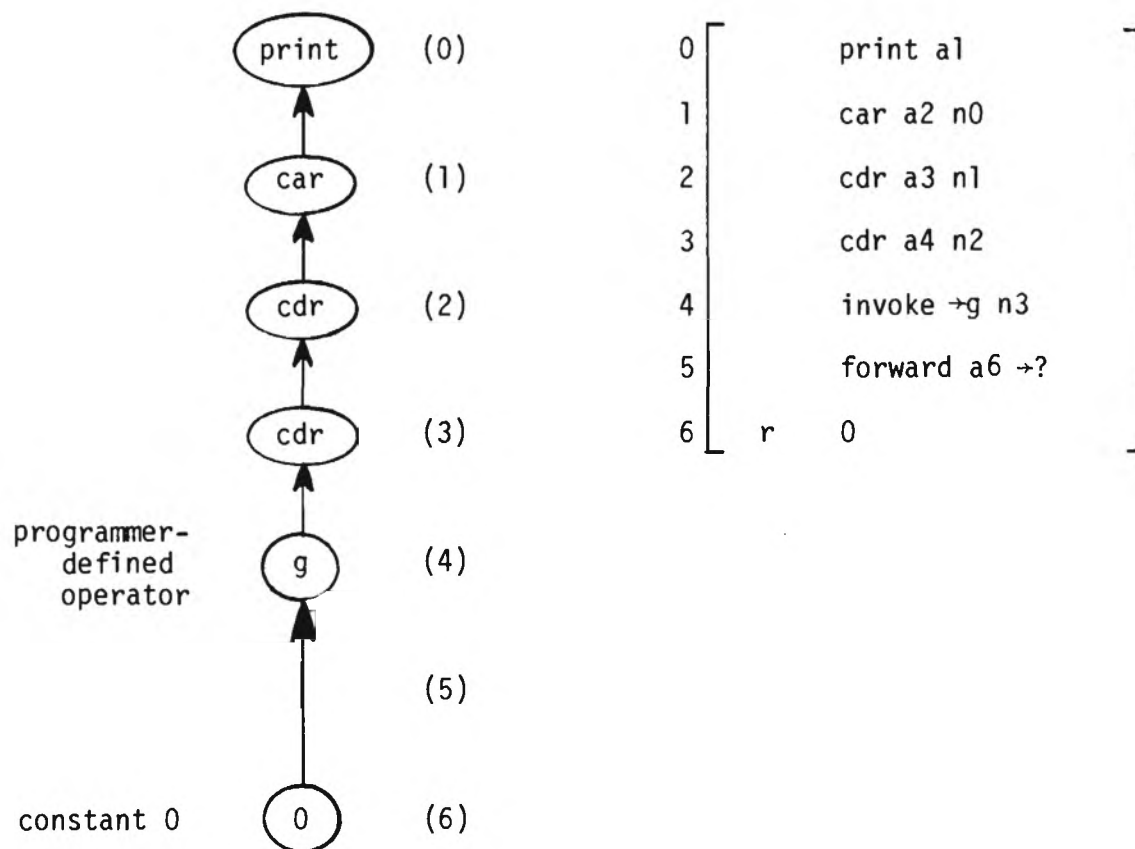 print (0)
car (1)
cdr (2)
cdr (3)
programmer-
defined
operator
g (4)
(5)
constant 0 0 (6)
0 print a1
1 car a2 n0
2 cdr a3 n1
3 cdr a4 n2
4 invoke →g n3
5 forward a6 →?
6 r 0